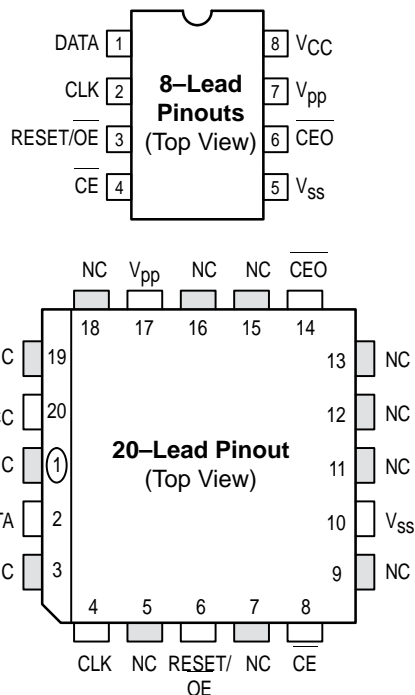 DATA 1 8 VCC
CLK 2 8–Lead 7 Vpp
Pinouts
RESET/OE 3 (Top View) 6 CEO
CE 4 5 Vss
NC Vpp NC NC CEO
18 17 16 15 14
C 19 13 NC
CC 20 12 NC
20–Lead Pinout
C 1 11 NC
(Top View)
TA 2 10 VSS
C 3 9 NC
4 5 6 7 8
CLK NC RESET/ NC CE
OE